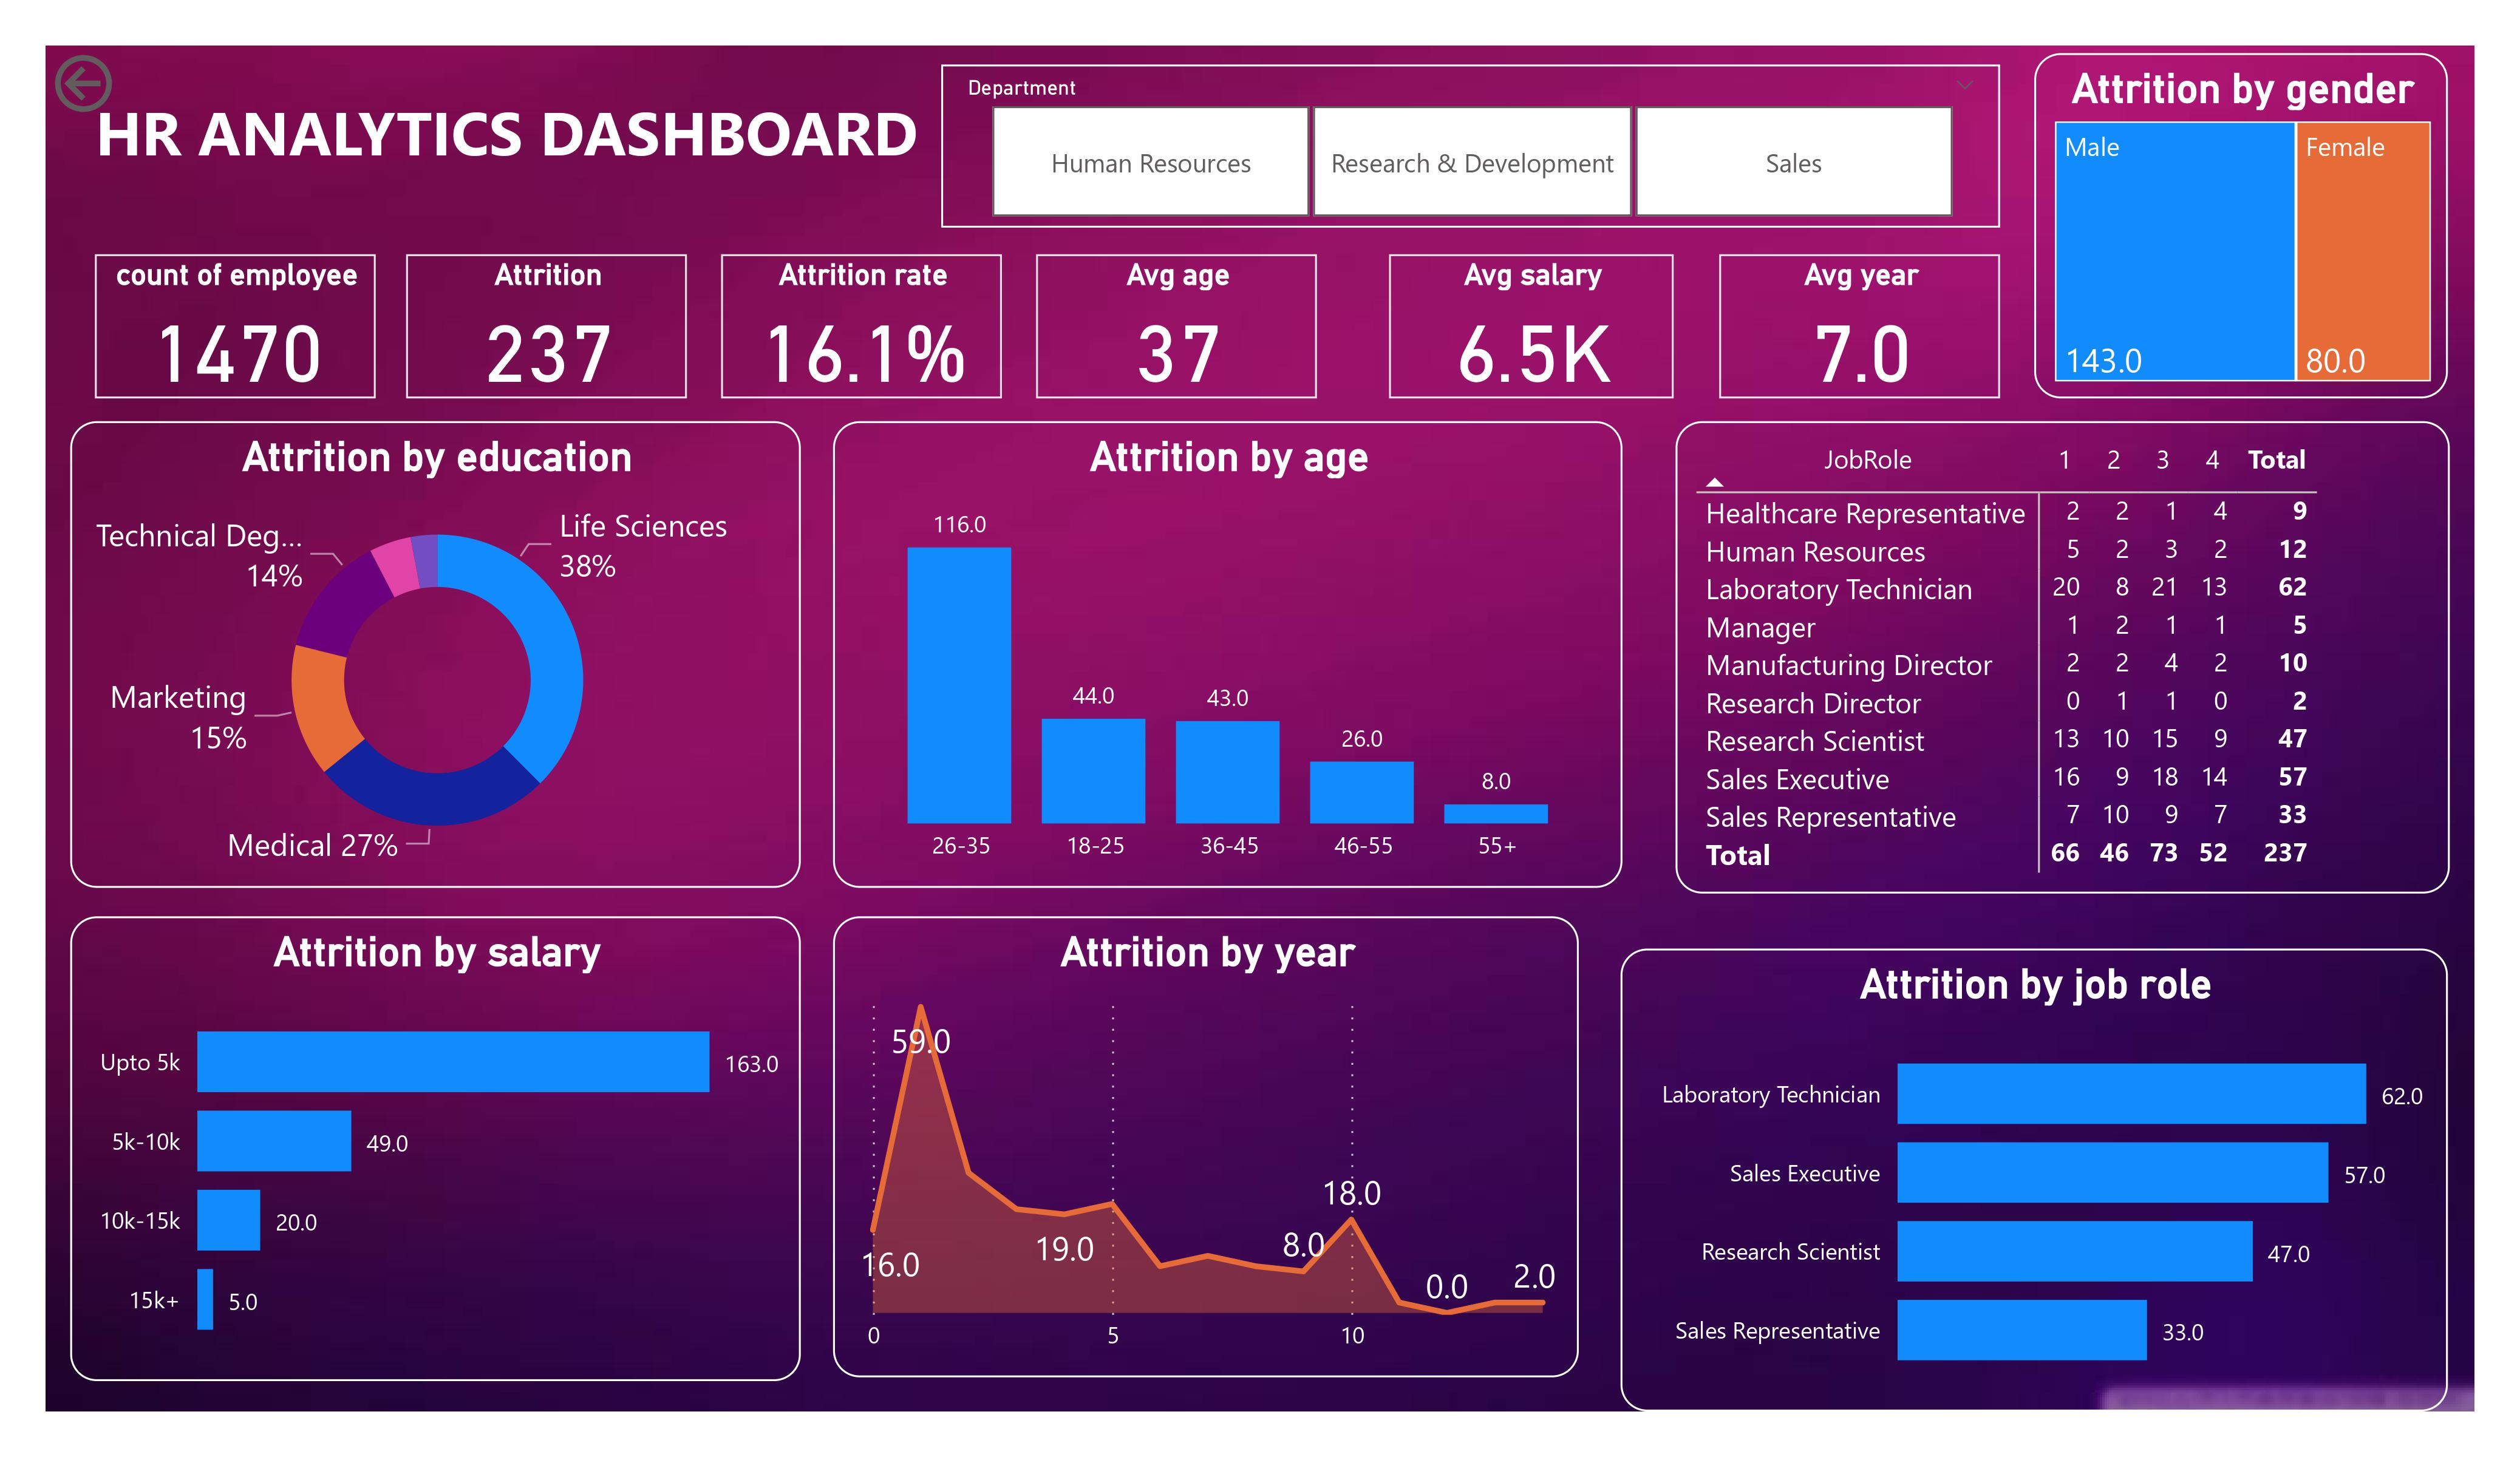 HR ANALYTICS DASHBOARD
Department
Human Resources
Research & Development
Sales
Attrition by gender
Male
Female
143.0
80.0
count of employee
1470
Attrition
237
Attrition rate
16.1%
Avg age
37
Avg salary
6.5K
Avg year
7.0
Attrition by education
Life Sciences
38%
Technical Deg...
14%
Marketing
15%
Medical 27%
Attrition by age
116.0
44.0
43.0
26.0
8.0
26-35
18-25
36-45
46-55
55+
JobRole 1 2 3 4 Total
Healthcare Representative 2 2 1 4 9
Human Resources 5 2 3 2 12
Laboratory Technician 20 8 21 13 62
Manager 1 2 1 1 5
Manufacturing Director 2 2 4 2 10
Research Director 0 1 1 0 2
Research Scientist 13 10 15 9 47
Sales Executive 16 9 18 14 57
Sales Representative 7 10 9 7 33
Total 66 46 73 52 237
Attrition by salary
Upto 5k 163.0
5k-10k 49.0
10k-15k 20.0
15k+ 5.0
Attrition by year
59.0
16.0
19.0
8.0
18.0
0.0
2.0
0
5
10
Attrition by job role
Laboratory Technician 62.0
Sales Executive 57.0
Research Scientist 47.0
Sales Representative 33.0